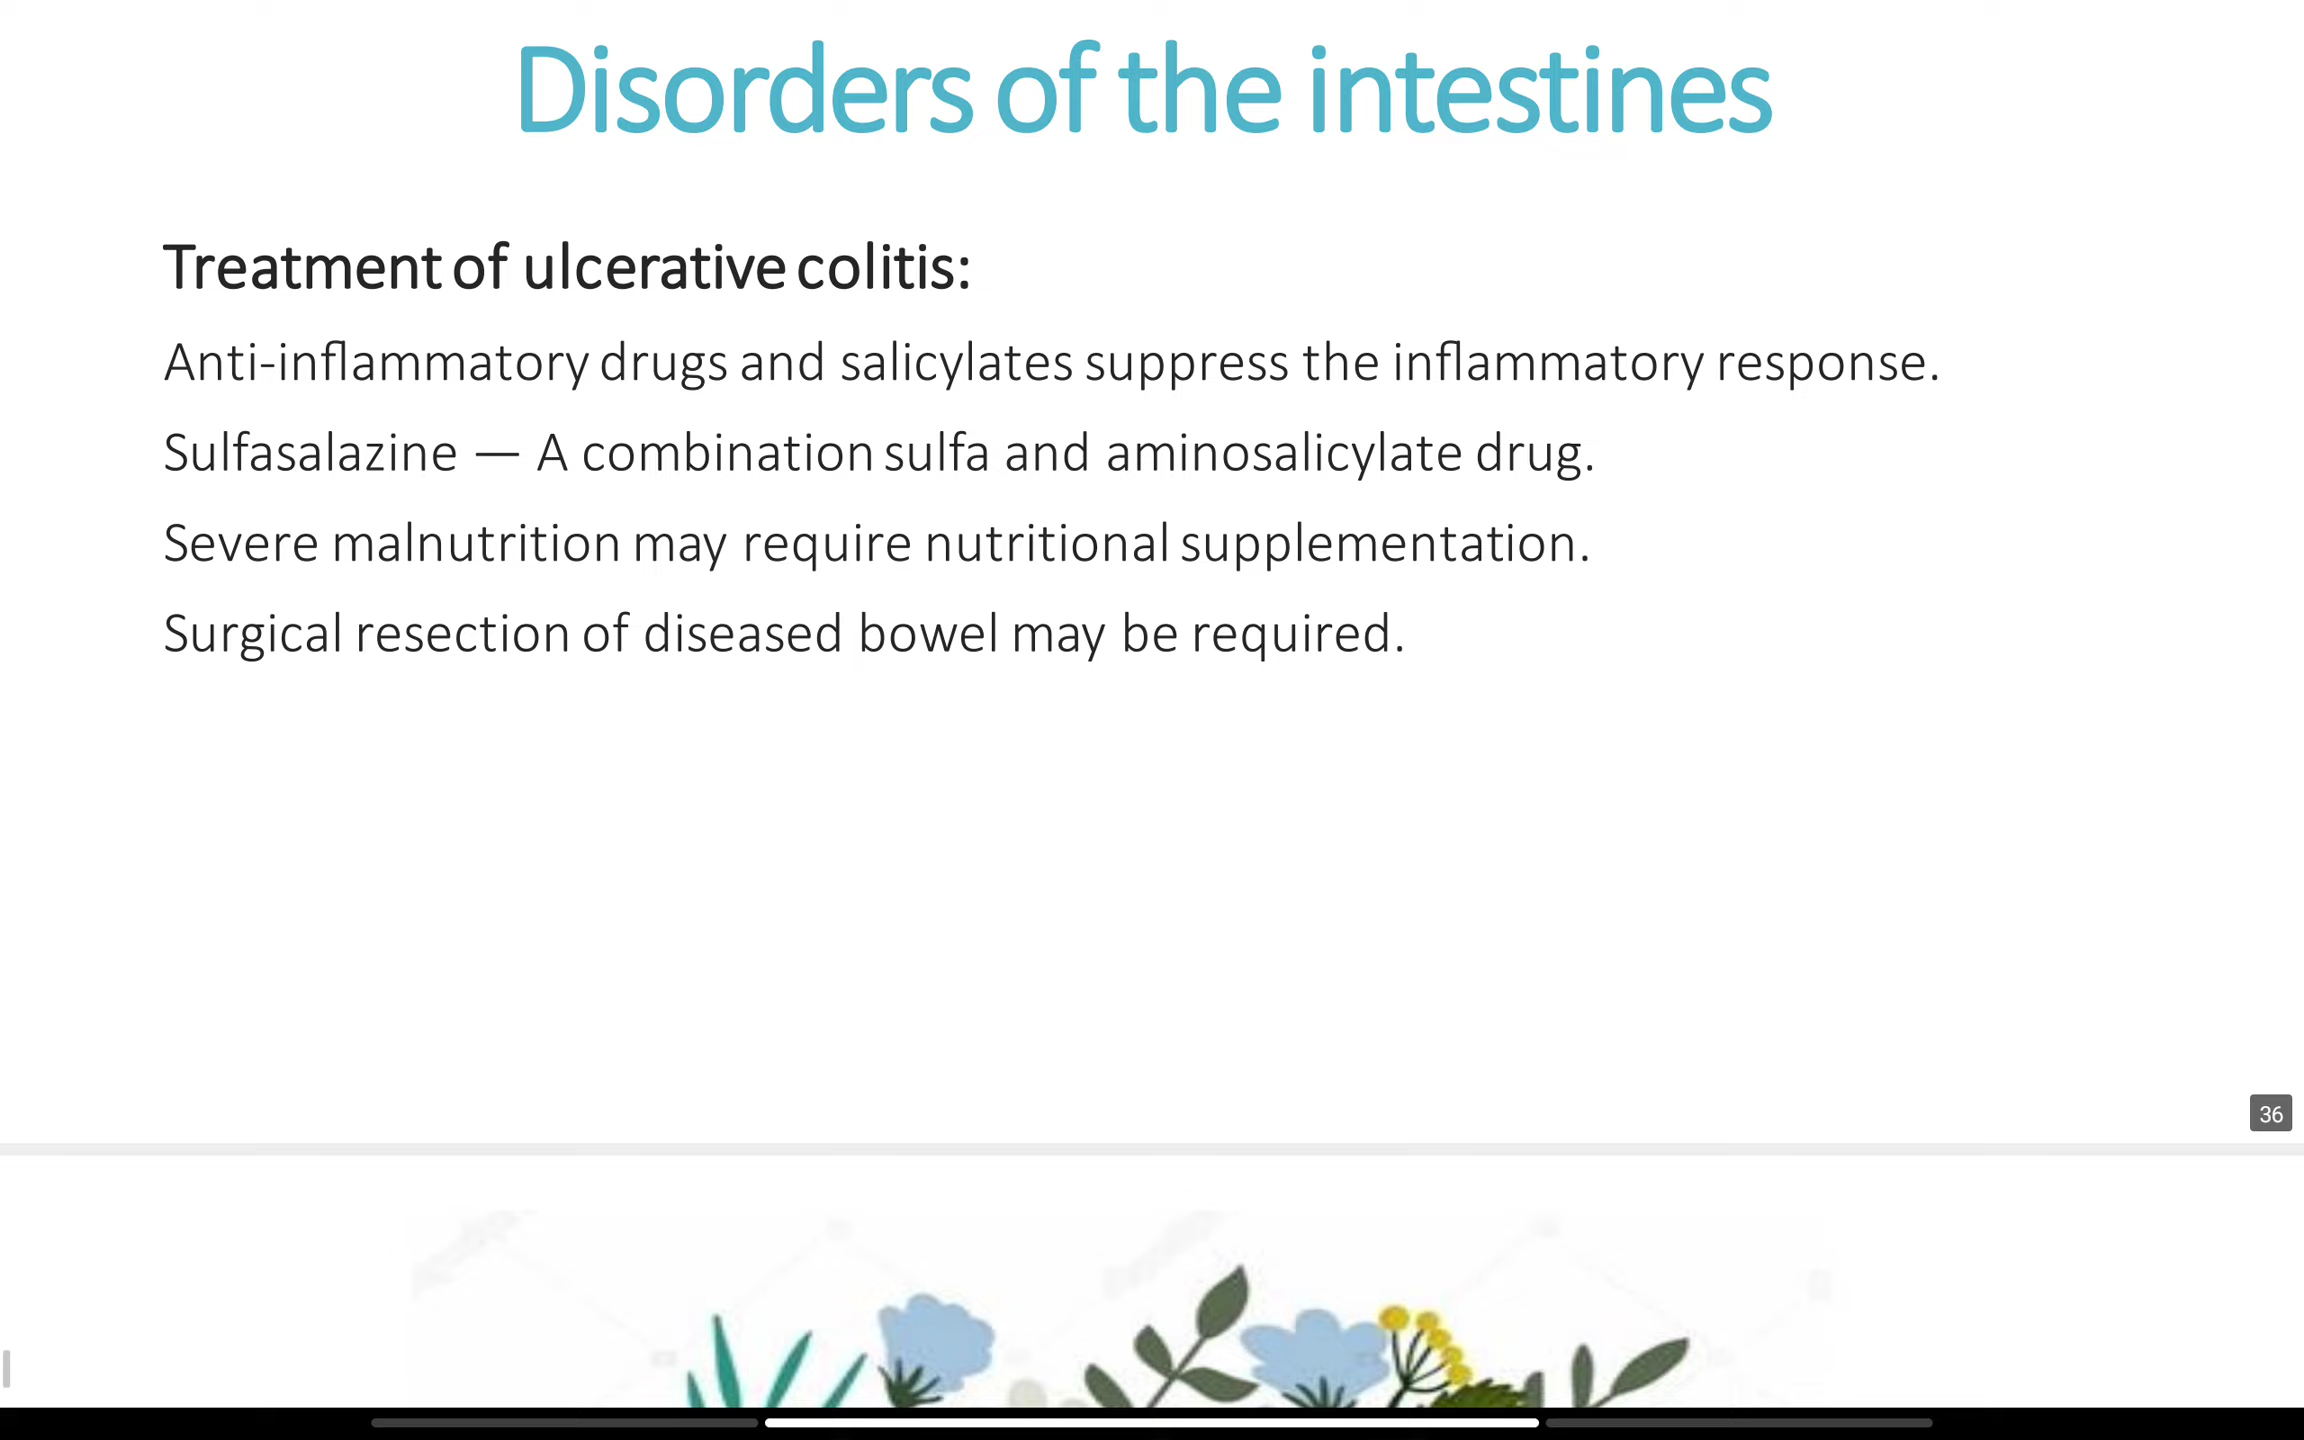 Disorders of the intestines
Treatment of ulcerative colitis:
Anti-inflammatory drugs and salicylates suppress the inflammatory response.
Sulfasalazine — A combination sulfa and aminosalicylate drug.
Severe malnutrition may require nutritional supplementation.
Surgical resection of diseased bowel may be required.
36